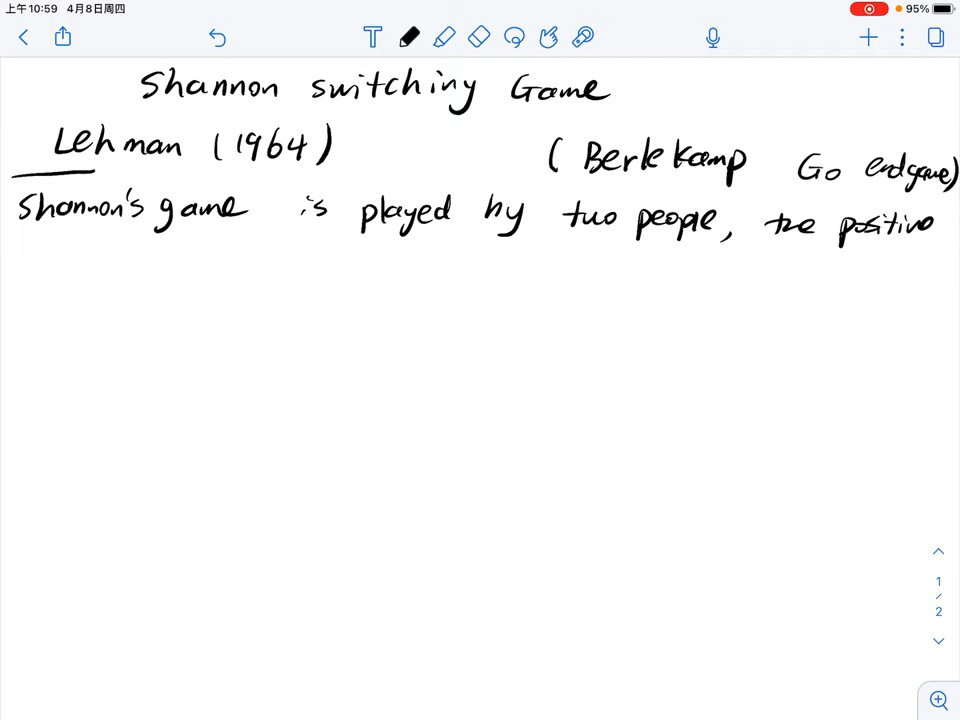 上午10:59 4月8日周四
95%
Shannon switching Game
Lehman (1964) (Berlekamp Go endgame)
Shannon's game is played by two people, the positive
1
/
2